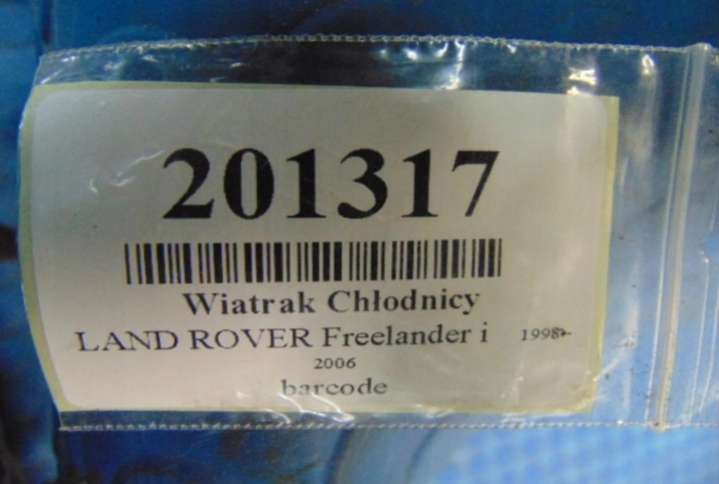 201317
Wiatrak Chłodnicy
LAND ROVER Freelander i 1998-
2006
barcode